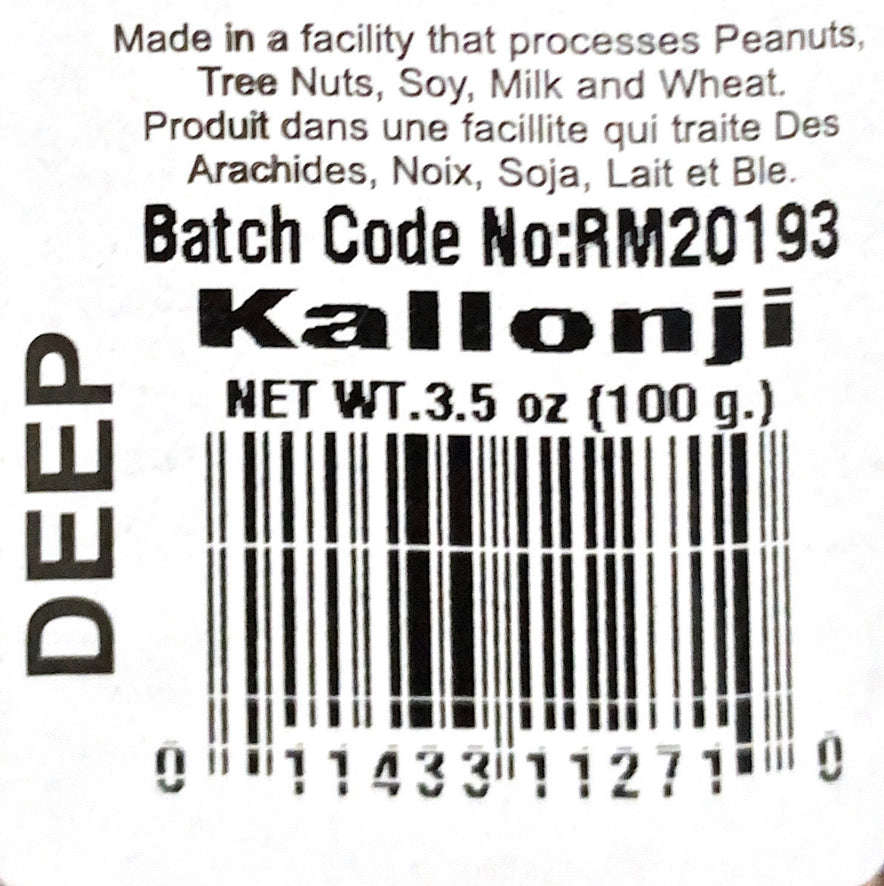 Made in a facility that processes Peanuts,
Tree Nuts, Soy, Milk and Wheat.
Produit dans une facillite qui traite Des
Arachides, Noix, Soja, Lait et Ble.
Batch Code No:RM20193
Kallonji
NET WT.3.5 oz (100 g.)
DEEP
0 11433 11271 0